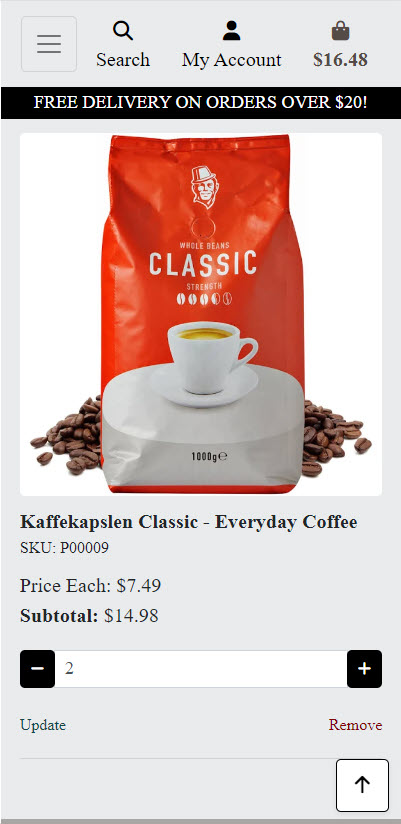 Search
My Account
$16.48
FREE DELIVERY ON ORDERS OVER $20!
WHOLE BEANS
CLASSIC
STRENGTH
1000g℮
Kaffekapslen Classic - Everyday Coffee
SKU: P00009
Price Each: $7.49
Subtotal: $14.98
2
Update
Remove